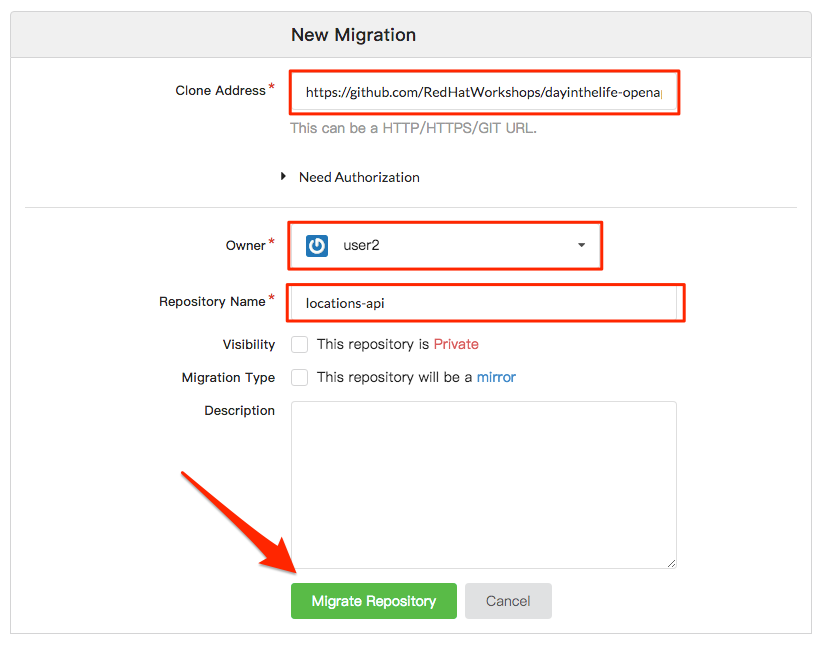 New Migration
Clone Address*
https://github.com/RedHatWorkshops/dayinthelife-openap
This can be a HTTP/HTTPS/GIT URL.
Need Authorization
Owner* user2
Repository Name* locations-api
Visibility This repository is Private
Migration Type This repository will be a mirror
Description
Migrate Repository Cancel